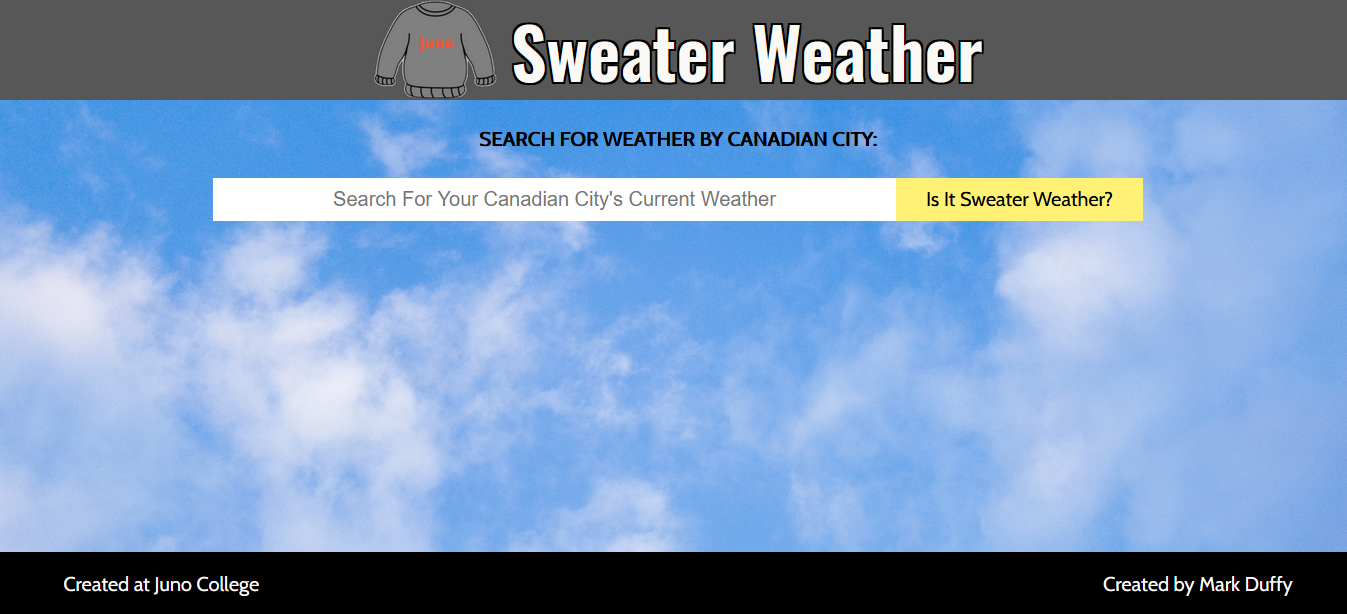 juno
Sweater Weather
SEARCH FOR WEATHER BY CANADIAN CITY:
Search For Your Canadian City's Current Weather
Is It Sweater Weather?
Created at Juno College
Created by Mark Duffy